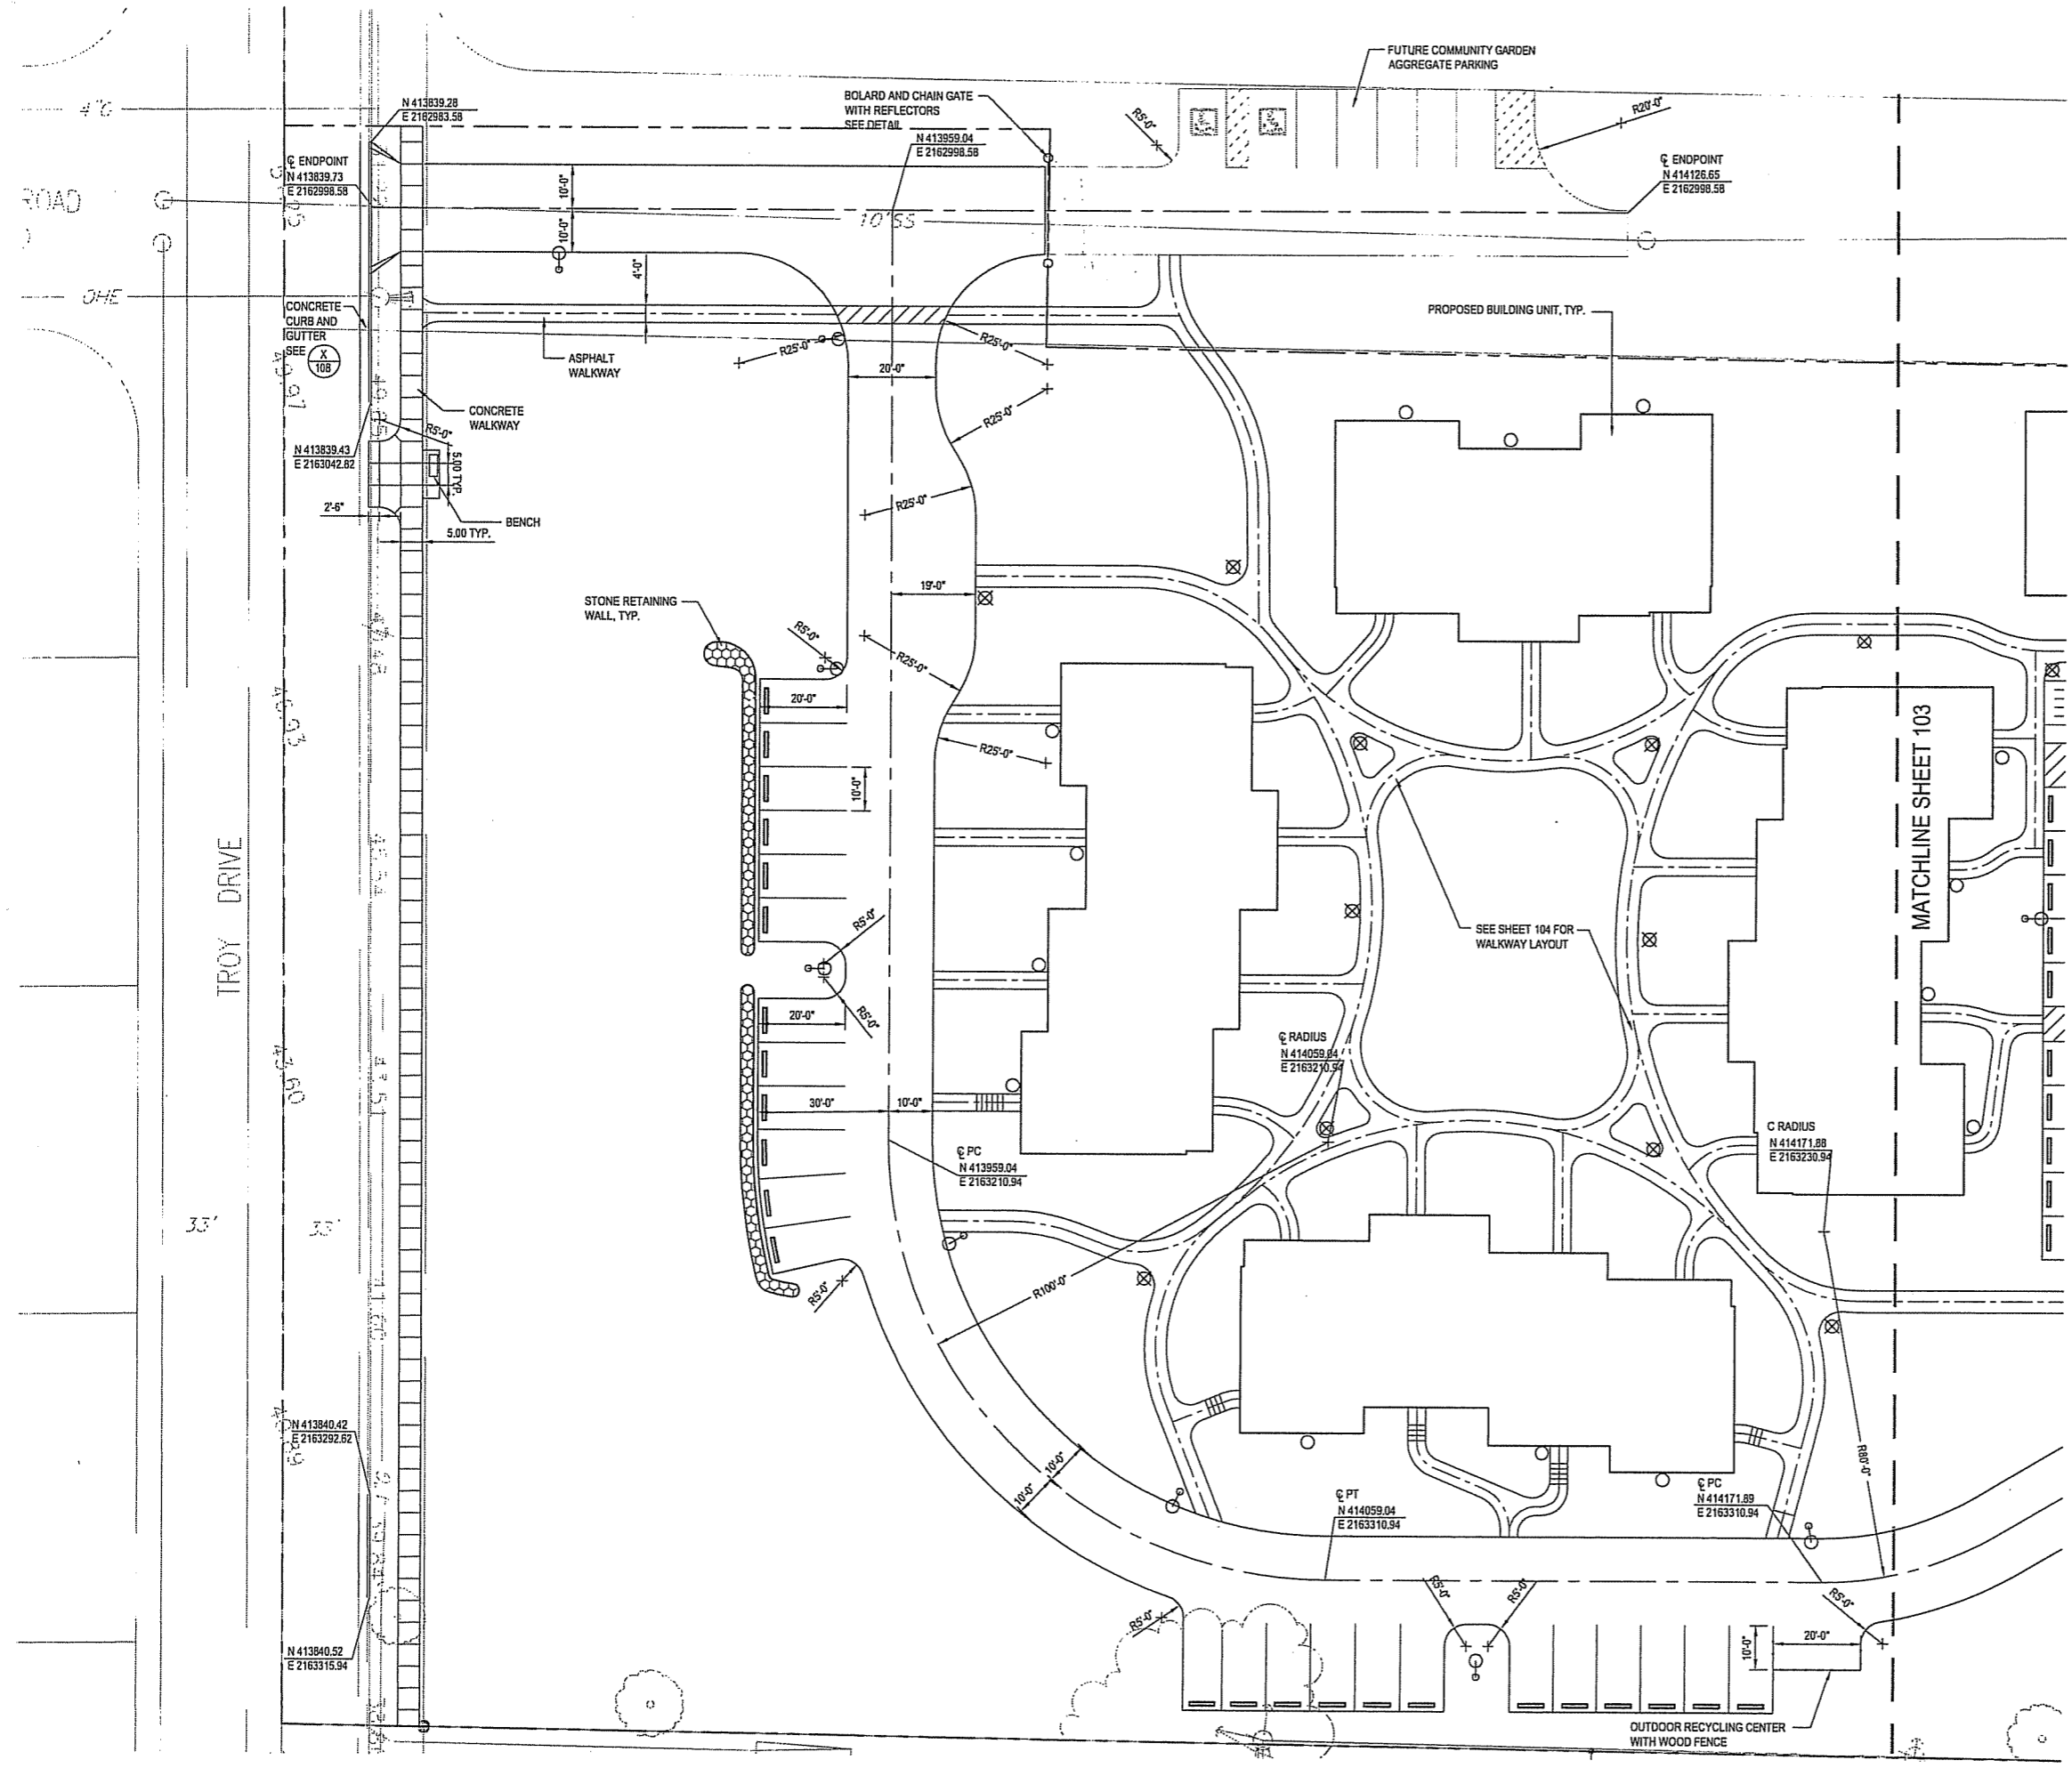 FUTURE COMMUNITY GARDEN
AGGREGATE PARKING
4"G
N 413839.28
E 2162983.58
BOLARD AND CHAIN GATE
WITH REFLECTORS
SEE DETAIL
N 413959.04
E 2162998.58
R5'-0"
R20'-0"
℄ ENDPOINT
N 413839.73
E 2162998.58
℄ ENDPOINT
N 414126.65
E 2162998.58
ROAD
10'-0"
10'-0"
10"SS
4'-0"
OHE
CONCRETE
CURB AND
GUTTER
SEE
X
108
ASPHALT
WALKWAY
R25'-0"
R25'-0"
20'-0"
PROPOSED BUILDING UNIT, TYP.
CONCRETE
WALKWAY
R5'-0"
R25'-0"
N 413839.43
E 2163042.82
5.00 TYP.
2'-6"
BENCH
5.00 TYP.
R25'-0"
19'-0"
STONE RETAINING
WALL, TYP.
R5'-0"
R25'-0"
20'-0"
R25'-0"
10'-0"
MATCHLINE SHEET 103
TROY DRIVE
R5'-0"
SEE SHEET 104 FOR
WALKWAY LAYOUT
R5'-0"
20'-0"
℄ RADIUS
N 414059.04
E 2163210.94
30'-0"
10'-0"
℄ PC
N 413959.04
E 2163210.94
C RADIUS
N 414171.88
E 2163230.94
33'
33'
R5'-0"
R100'-0"
N 413840.42
E 2163292.62
10'-0"
10'-0"
R80'-0"
℄ PT
N 414059.04
E 2163310.94
℄ PC
N 414171.89
E 2163310.94
R5'-0"
R5'-0"
R5'-0"
R5'-0"
10'-0"
20'-0"
N 413840.52
E 2163315.94
OUTDOOR RECYCLING CENTER
WITH WOOD FENCE